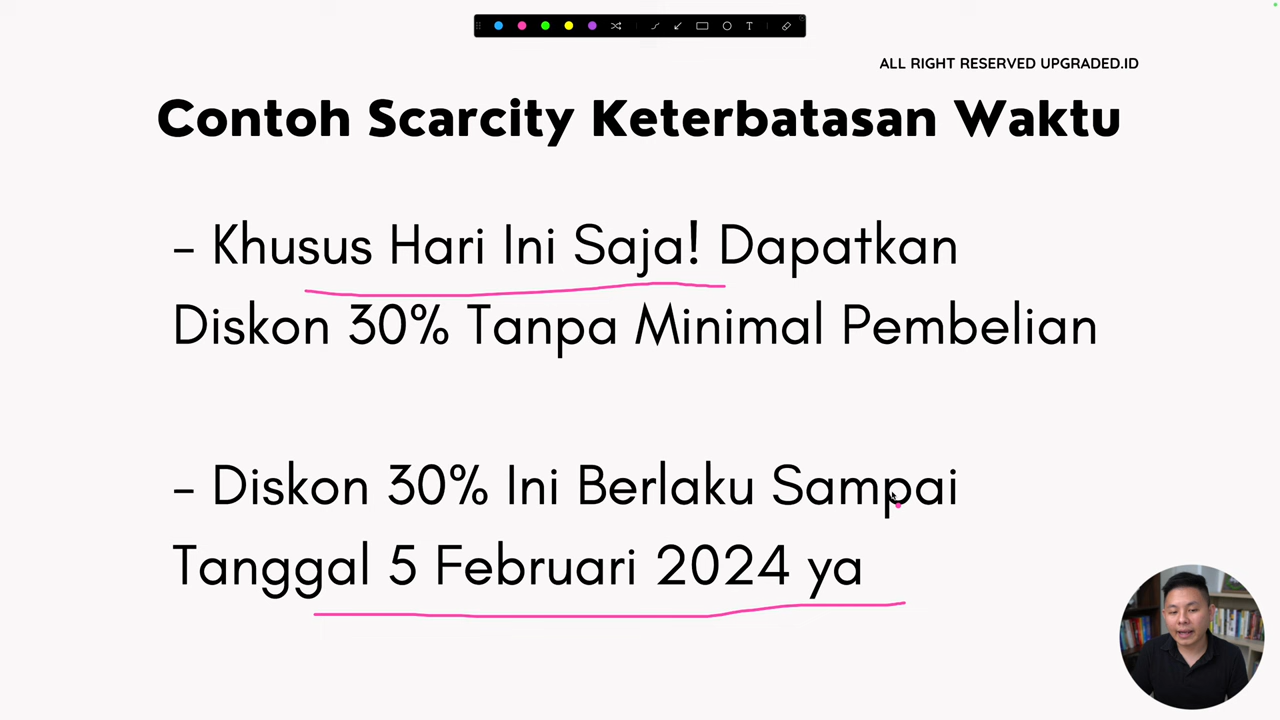 ALL RIGHT RESERVED UPGRADED.ID
Contoh Scarcity Keterbatasan Waktu
– Khusus Hari Ini Saja! Dapatkan
Diskon 30% Tanpa Minimal Pembelian
– Diskon 30% Ini Berlaku Sampai
Tanggal 5 Februari 2024 ya